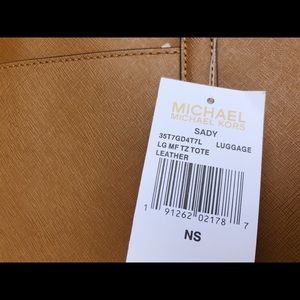 MICHAEL
MICHAEL KORS
SADY
35T7GD4T7L LUGGAGE
LG MF TZ TOTE
LEATHER
1 91262 02178 7
NS